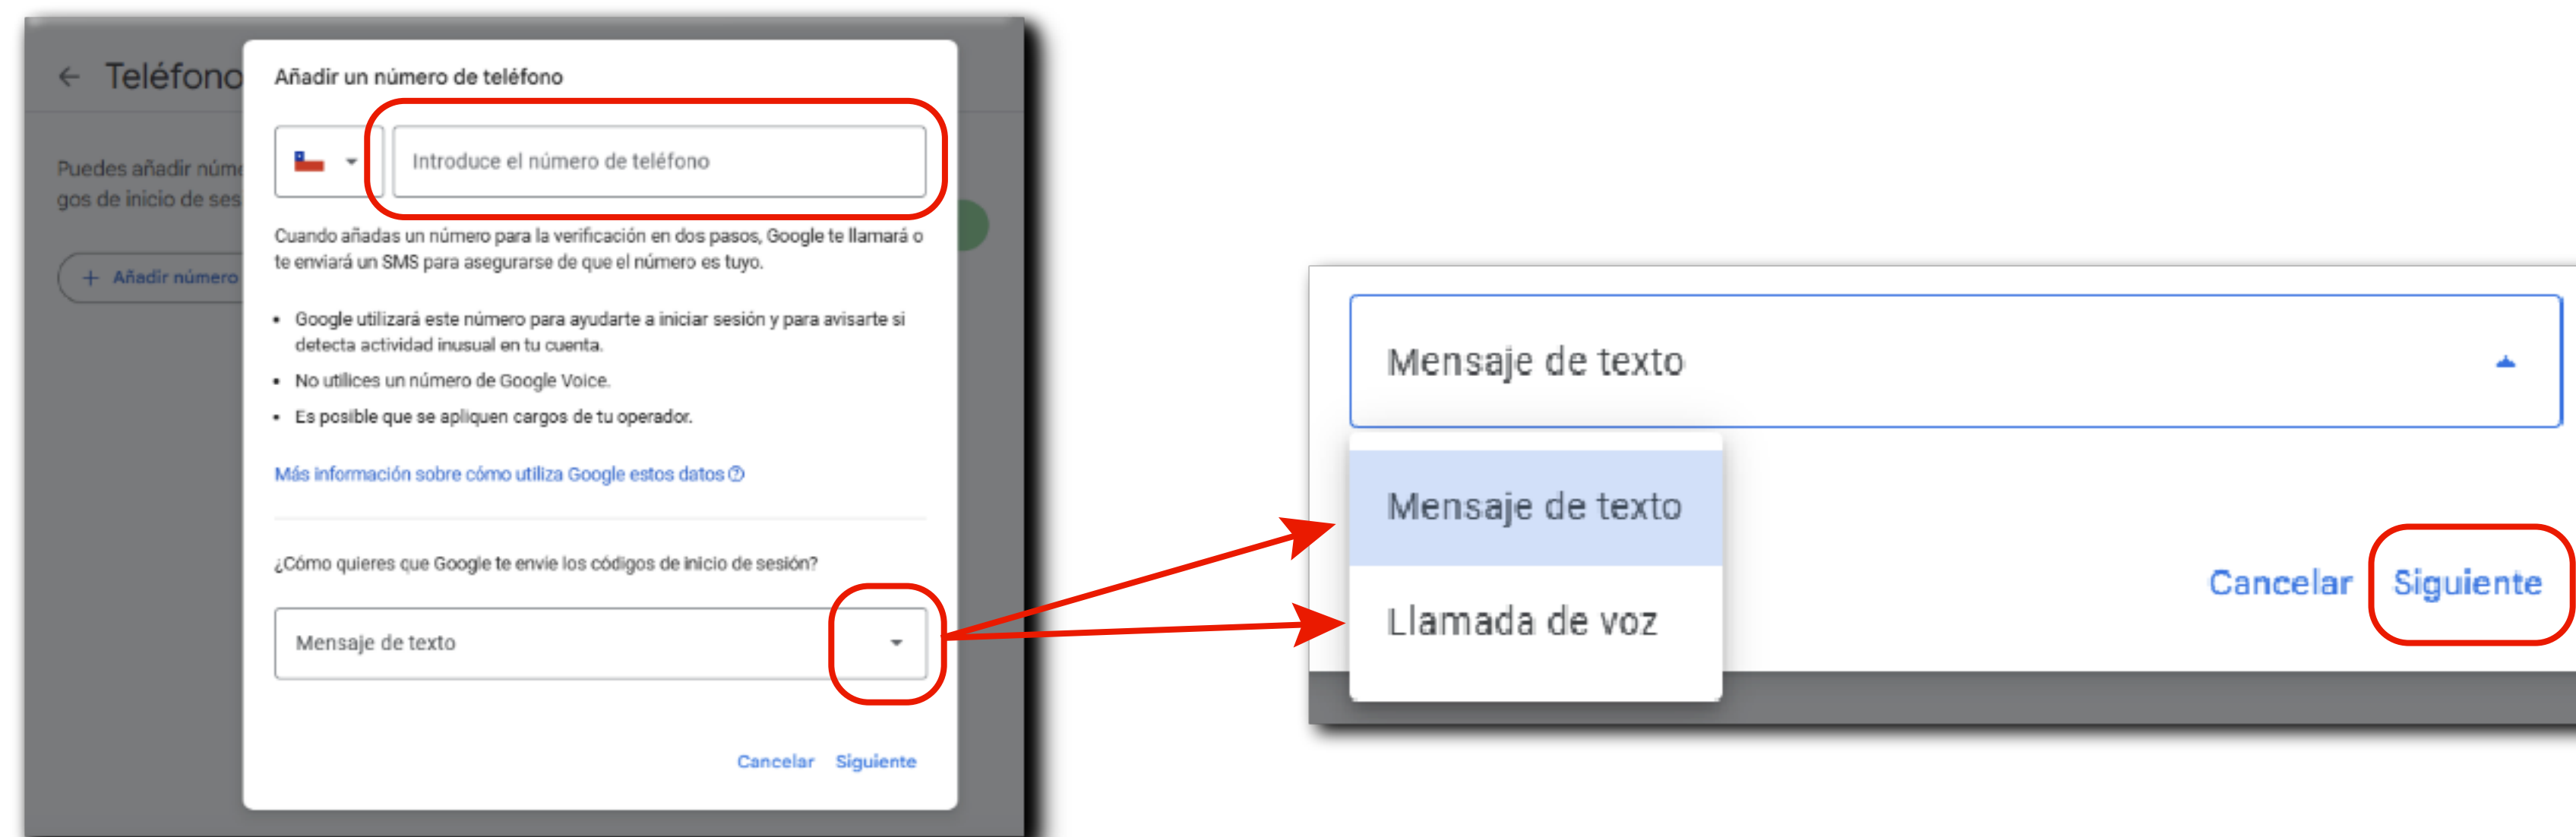 ← Teléfono
Puedes añadir núme
gos de inicio de ses
+ Añadir número
Añadir un número de teléfono
Introduce el número de teléfono
Cuando añadas un número para la verificación en dos pasos, Google te llamará o
te enviará un SMS para asegurarse de que el número es tuyo.
• Google utilizará este número para ayudarte a iniciar sesión y para avisarte si
detecta actividad inusual en tu cuenta.
• No utilices un número de Google Voice.
• Es posible que se apliquen cargos de tu operador.
Más información sobre cómo utiliza Google estos datos
¿Cómo quieres que Google te envíe los códigos de inicio de sesión?
Mensaje de texto
Cancelar Siguiente
Mensaje de texto
Mensaje de texto
Llamada de voz
Cancelar Siguiente